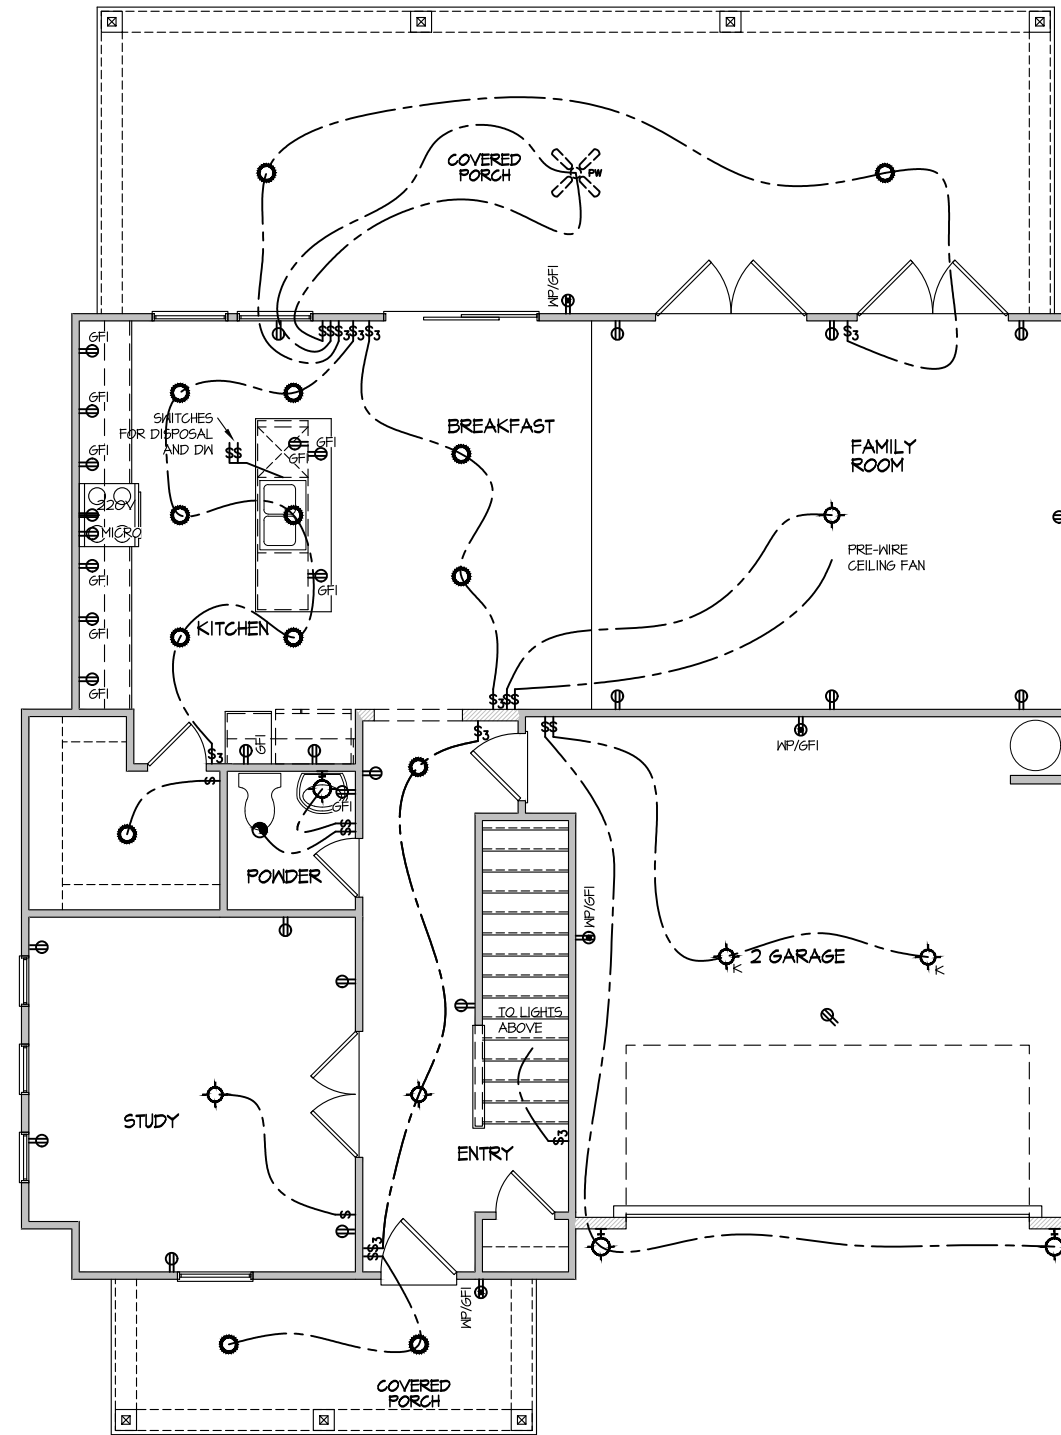 COVERED
PORCH
PW
WP/GFI
$$$$3$3
$3
GFI
GFI
SWITCHES
FOR DISPOSAL
AND DW
$$
BREAKFAST
GFI
GFI
FAMILY
ROOM
GFI
220V
MICRO
PRE-WIRE
CEILING FAN
GFI
GFI
GFI
KITCHEN
GFI
$3$$
$3
GFI
$3
$$
WP/GFI
$
GFI
$$
POWDER
WP/GFI
2 GARAGE
K
K
TO LIGHTS
ABOVE
STUDY
$3
ENTRY
$
$$3
WP/GFI
COVERED
PORCH